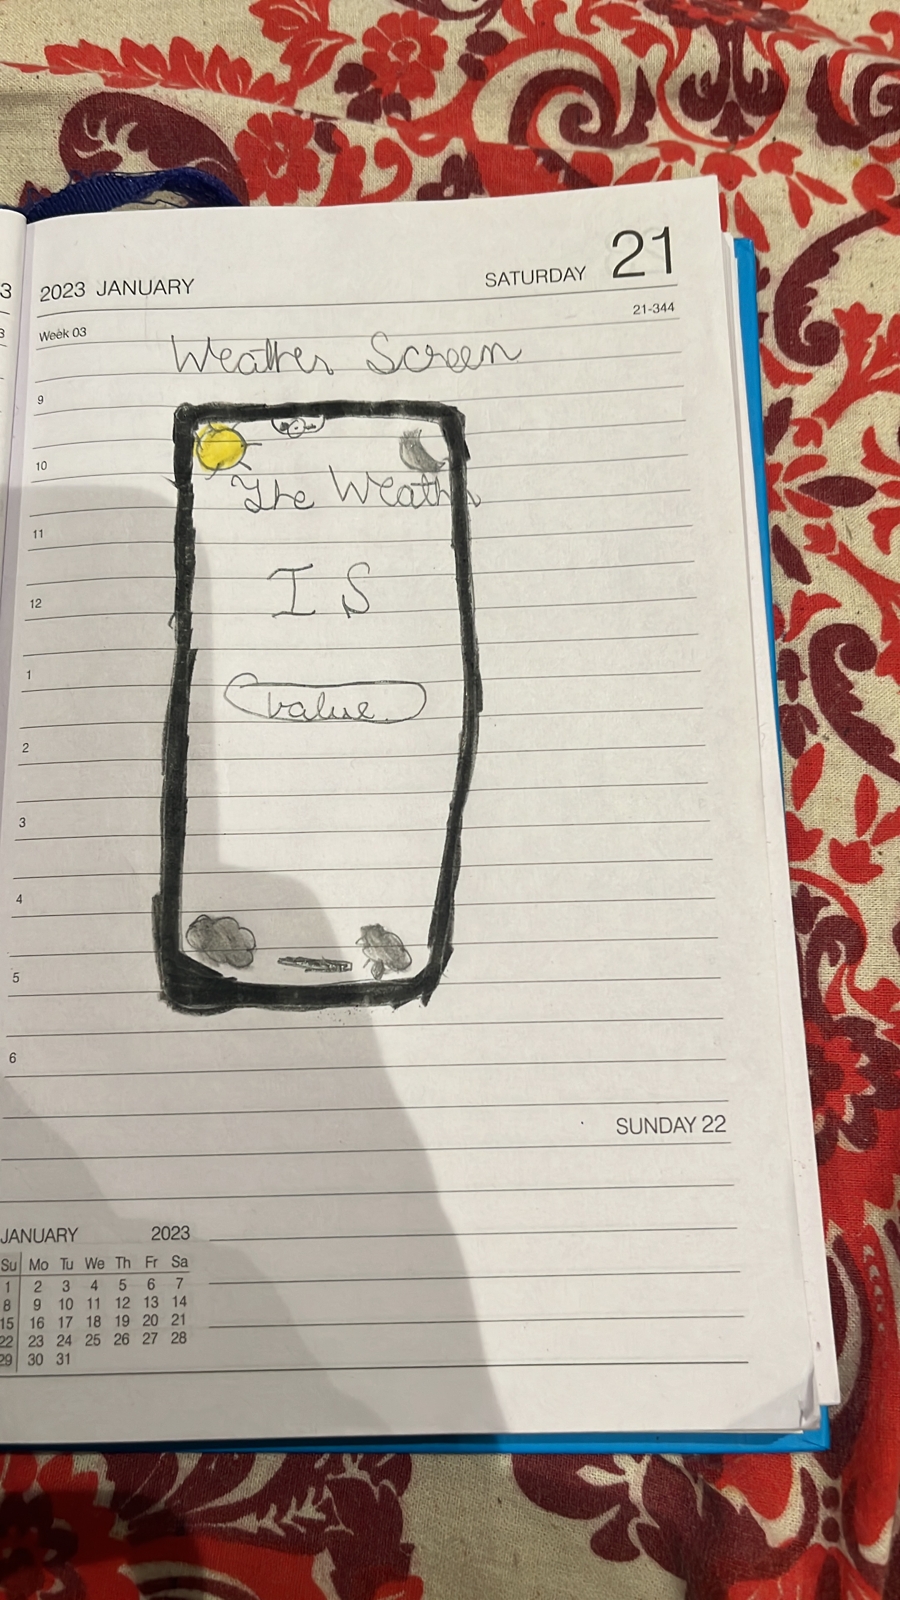 2023 JANUARY SATURDAY 21
21-344
Week 03
Weather Screen
9
10
The Weather
11
IS
12
1
value
2
3
4
5
6
SUNDAY 22
JANUARY 2023
Su Mo Tu We Th Fr Sa
1 2 3 4 5 6 7
8 9 10 11 12 13 14
15 16 17 18 19 20 21
22 23 24 25 26 27 28
29 30 31